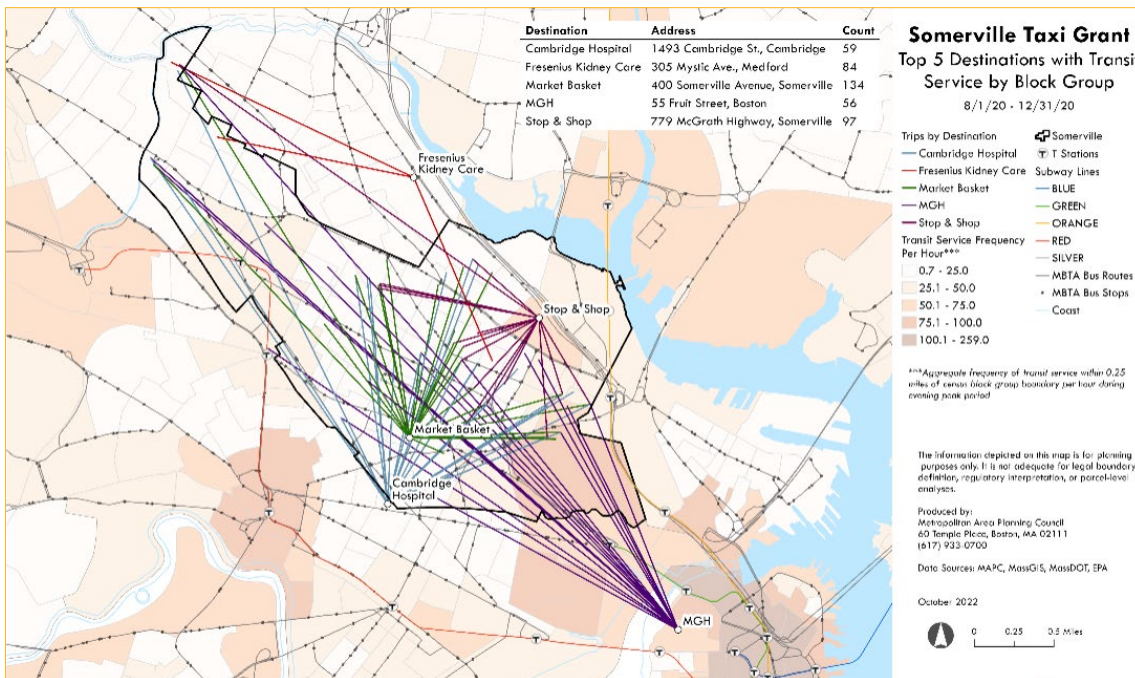 Destination Address Count
Cambridge Hospital 1493 Cambridge St., Cambridge 59
Fresenius Kidney Care 305 Mystic Ave., Medford 84
Market Basket 400 Somerville Avenue, Somerville 134
MGH 55 Fruit Street, Boston 56
Stop & Shop 779 McGrath Highway, Somerville 97
Somerville Taxi Grant
Top 5 Destinations with Transi
Service by Block Group
8/1/20 - 12/31/20
Trips by Destination
Cambridge Hospital
Fresenius Kidney Care
Market Basket
MGH
Stop & Shop
Transit Service Frequency
Per Hour***
0.7 - 25.0
25.1 - 50.0
50.1 - 75.0
75.1 - 100.0
100.1 - 259.0
Somerville
T T Stations
Subway Lines
BLUE
GREEN
ORANGE
RED
SILVER
MBTA Bus Routes
MBTA Bus Stops
Coast
***Aggregate frequency of transit service within 0.25
miles of census block group boundary per hour during
evening peak period
The information depicted on this map is for planning
purposes only. It is not adequate for legal boundary
definition, regulatory interpretation, or parcel-level
analyses.
Produced by:
Metropolitan Area Planning Council
60 Temple Place, Boston, MA 02111
(617) 933-0700
Data Sources: MAPC, MassGIS, MassDOT, EPA
October 2022
0 0.25 0.5 Miles
Fresenius
Kidney Care
Stop & Shop
Market Basket
Cambridge
Hospital
MGH